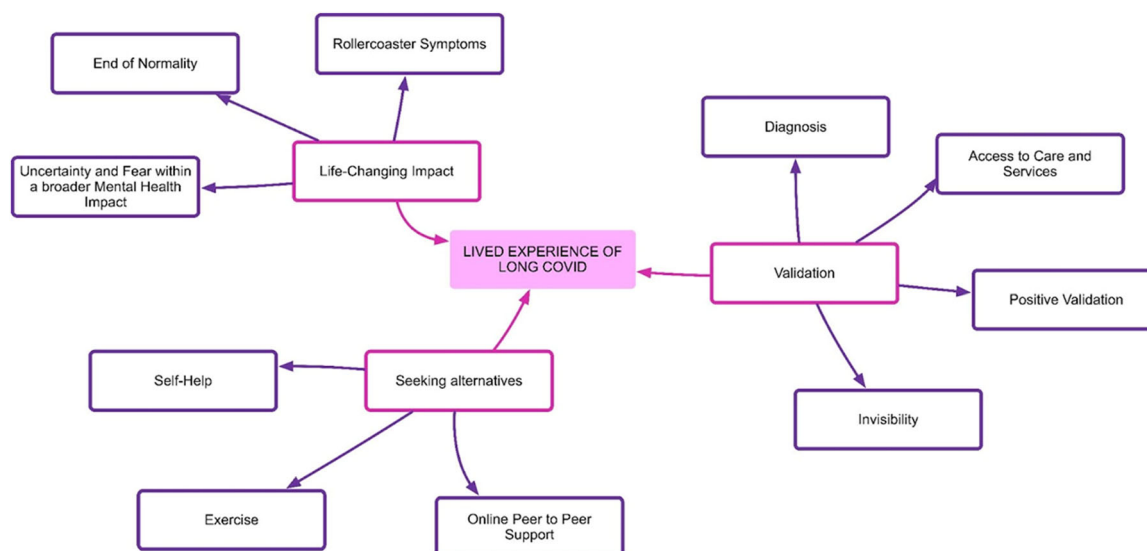 Rollercoaster Symptoms
End of Normality
Diagnosis
Access to Care and
Services
Life-Changing Impact
Uncertainty and Fear within
a broader Mental Health
Impact
LIVED EXPERIENCE OF
LONG COVID
Validation
Positive Validation
Self-Help
Seeking alternatives
Invisibility
Exercise
Online Peer to Peer
Support